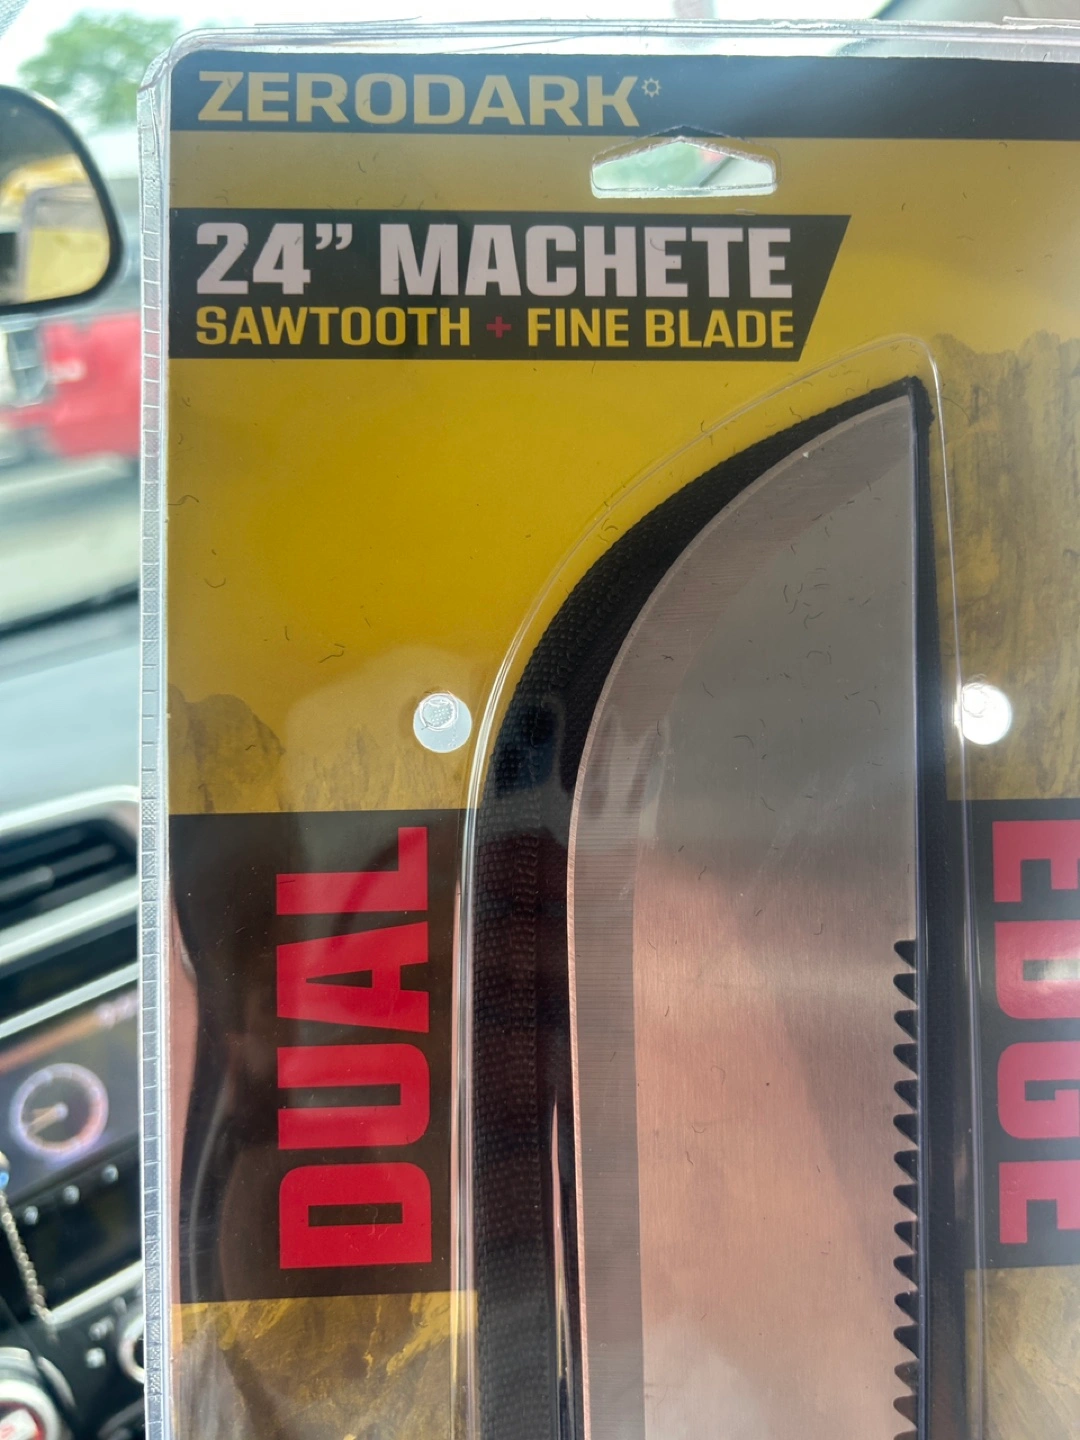 ZERODARK
24” MACHETE
SAWTOOTH + FINE BLADE
DUAL
EDGE